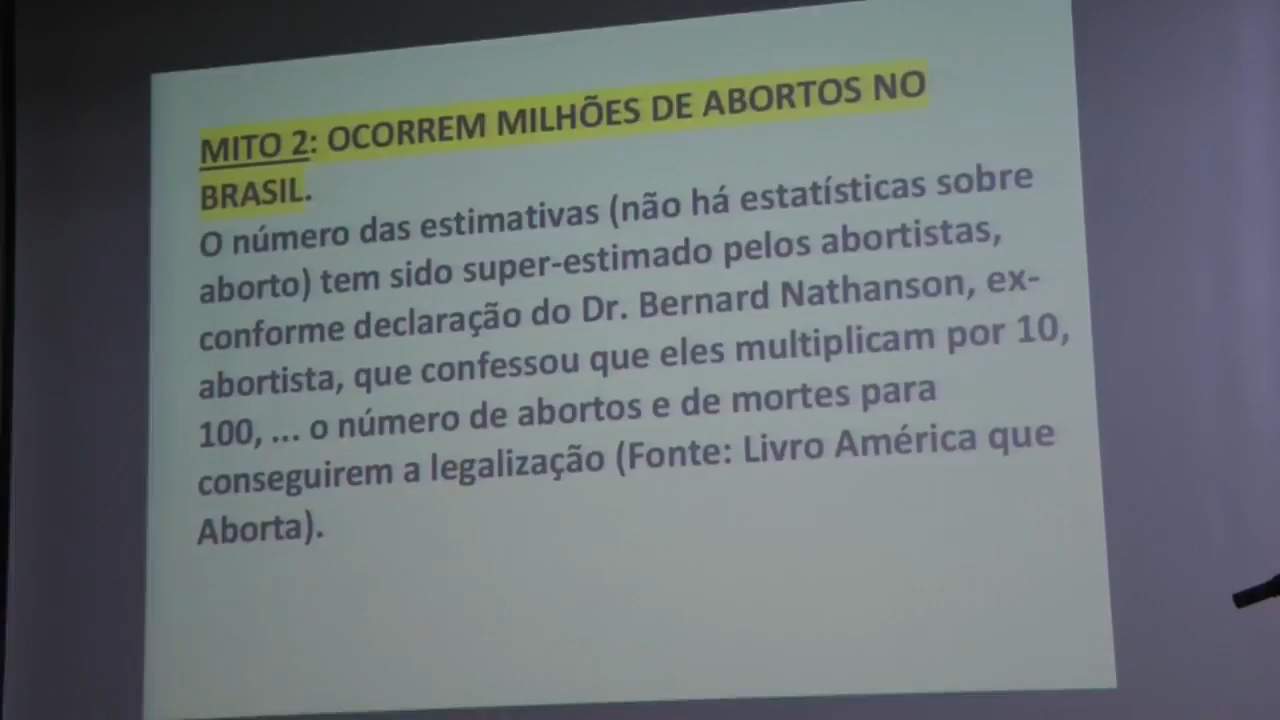 MITO 2: OCORREM MILHÕES DE ABORTOS NO
BRASIL.
O número das estimativas (não há estatísticas sobre
aborto) tem sido super-estimado pelos abortistas,
conforme declaração do Dr. Bernard Nathanson, ex-
abortista, que confessou que eles multiplicam por 10,
100, ... o número de abortos e de mortes para
conseguirem a legalização (Fonte: Livro América que
Aborta).